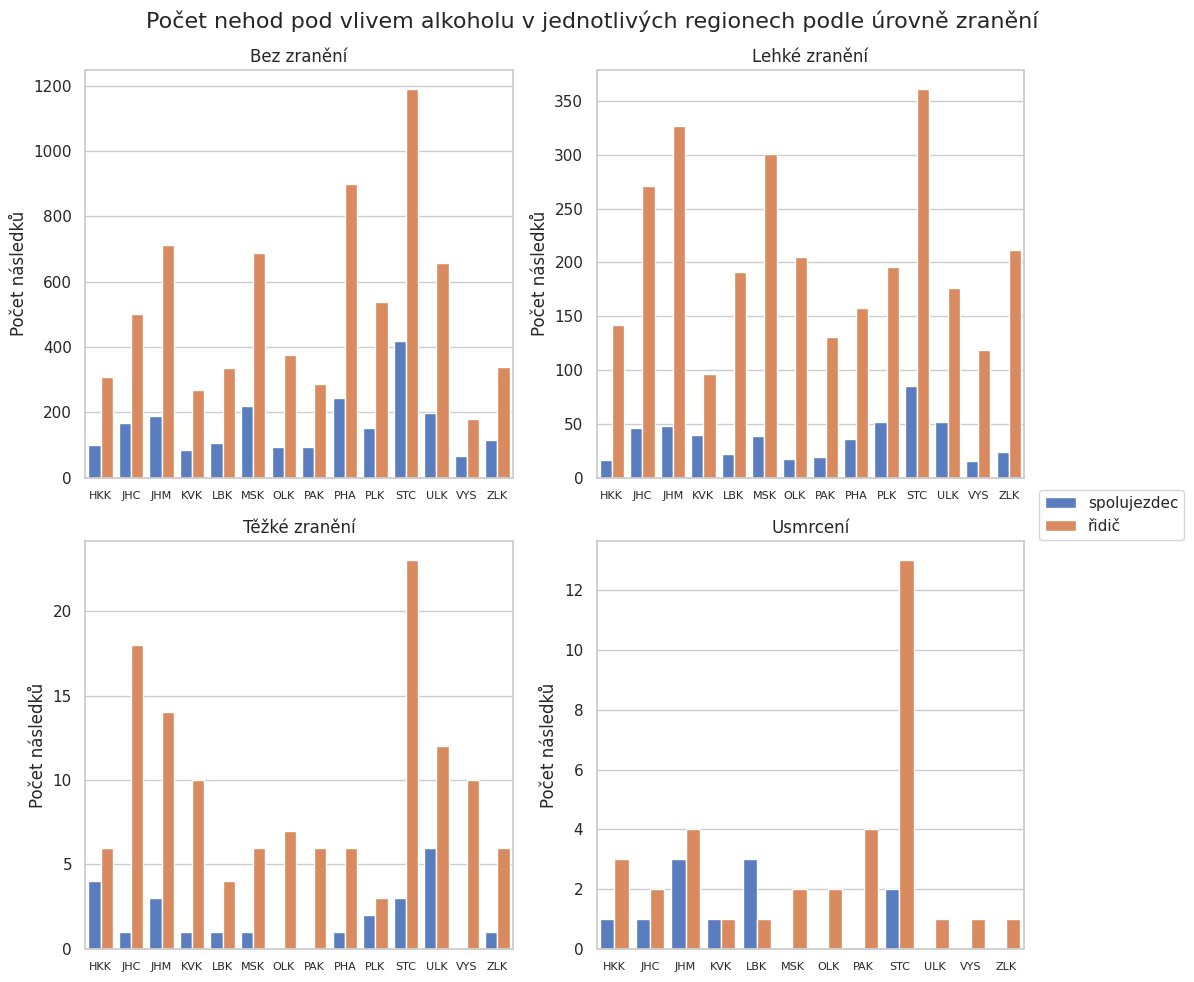 Počet nehod pod vlivem alkoholu v jednotlivých regionech podle úrovně zranění
Bez zranění
Počet následků
1200
1000
800
600
400
200
0
HKK JHC JHM KVK LBK MSK OLK PAK PHA PLK STC ULK VYS ZLK
Lehké zranění
Počet následků
350
300
250
200
150
100
50
0
HKK JHC JHM KVK LBK MSK OLK PAK PHA PLK STC ULK VYS ZLK
spolujezdec
řidič
Těžké zranění
Počet následků
20
15
10
5
0
HKK JHC JHM KVK LBK MSK OLK PAK PHA PLK STC ULK VYS ZLK
Usmrcení
Počet následků
12
10
8
6
4
2
0
HKK JHC JHM KVK LBK MSK OLK PAK STC ULK VYS ZLK